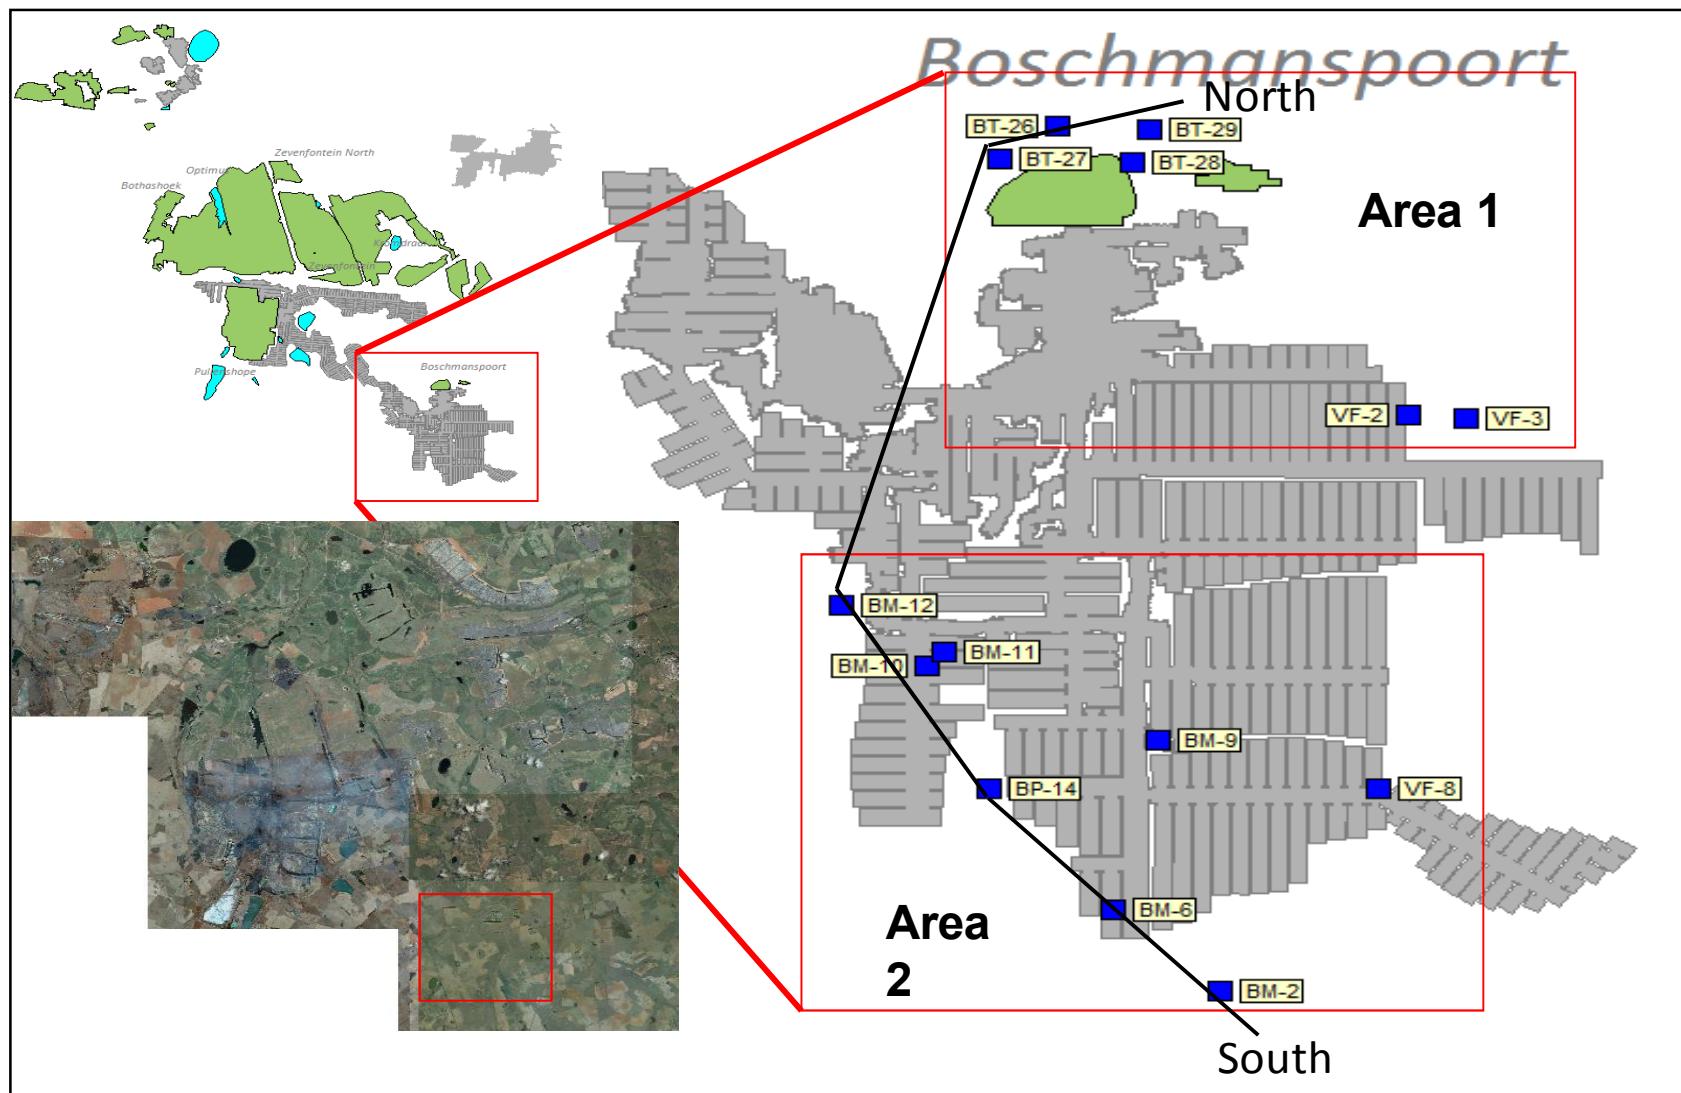 Boschmanspoort
North
BT-26
BT-29
BT-27
BT-28
Area 1
Zevenfontein North
Optimus
Bothashoek
Kromdraai
Zevenfontein
Pullenshope
Boschmanspoort
VF-2
VF-3
BM-12
BM-11
BM-10
BM-9
BP-14
VF-8
BM-6
Area
2
BM-2
South